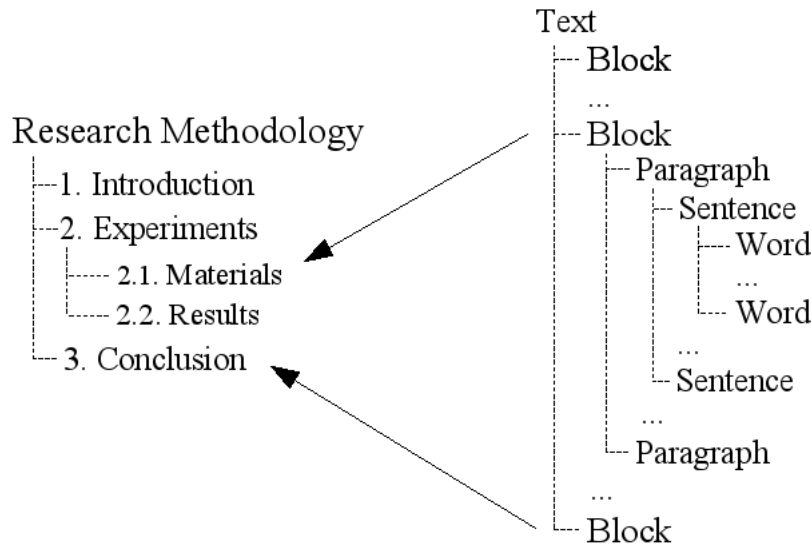 Research Methodology
1. Introduction
2. Experiments
2.1. Materials
2.2. Results
3. Conclusion
Text
Block
...
Block
Paragraph
Sentence
Word
...
Word
...
Sentence
...
Paragraph
...
Block